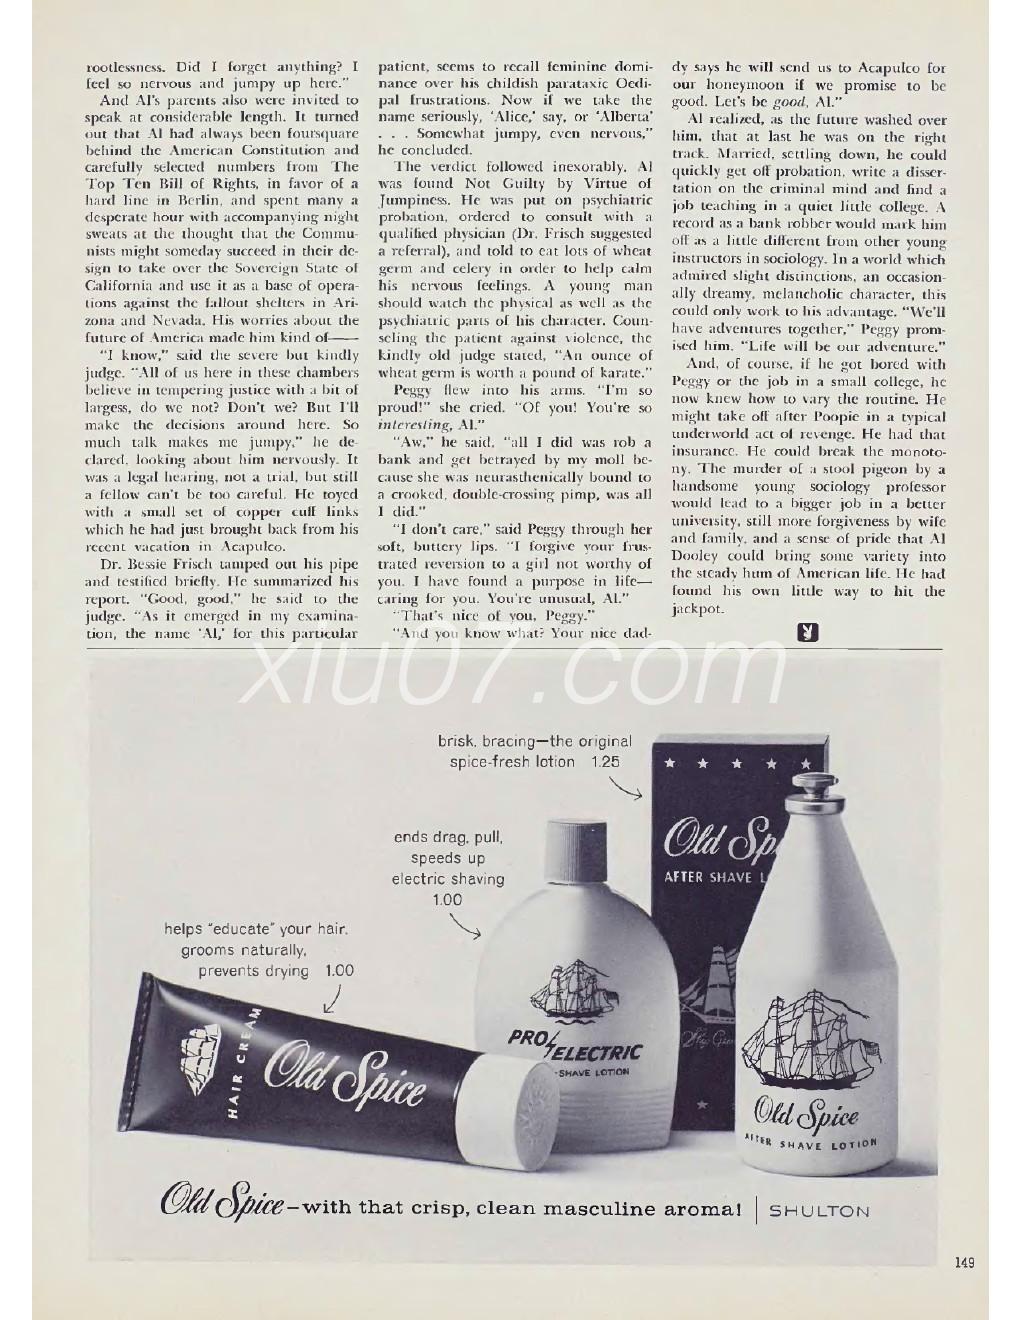 rootlessness. Did I forget anything? I
feel so nervous and jumpy up here."
And Al's parents also were invited to
speak at considerable length. It turned
out that Al had always been foursquare
behind the American Constitution and
carefully selected numbers from The
Top Ten Bill of Rights, in favor of a
hard line in Berlin, and spent many a
desperate hour with accompanying night
sweats at the thought that the Commu-
nists might someday succeed in their de-
sign to take over the Sovereign State of
California and use it as a base of opera-
tions against the fallout shelters in Ari-
zona and Nevada. His worries about the
future of America made him kind of——
"I know," said the severe but kindly
judge. "All of us here in these chambers
believe in tempering justice with a bit of
largess, do we not? Don't we? But I'll
make the decisions around here. So
much talk makes me jumpy," he de-
clared, looking about him nervously. It
was a legal hearing, not a trial, but still
a fellow can't be too careful. He toyed
with a small set of copper cuff links
which he had just brought back from his
recent vacation in Acapulco.
Dr. Bessie Frisch tamped out his pipe
and testified briefly. He summarized his
report. "Good, good," he said to the
judge. "As it emerged in my examina-
tion, the name 'Al,' for this particular
patient, seems to recall feminine domi-
nance over his childish parataxic Oedi-
pal frustrations. Now if we take the
name seriously, 'Alice,' say, or 'Alberta'
. . . Somewhat jumpy, even nervous,"
he concluded.
The verdict followed inexorably. Al
was found Not Guilty by Virtue of
Jumpiness. He was put on psychiatric
probation, ordered to consult with a
qualified physician (Dr. Frisch suggested
a referral), and told to eat lots of wheat
germ and celery in order to help calm
his nervous feelings. A young man
should watch the physical as well as the
psychiatric parts of his character. Coun-
seling the patient against violence, the
kindly old judge stated, "An ounce of
wheat germ is worth a pound of karate."
Peggy flew into his arms. "I'm so
proud!" she cried. "Of you! You're so
interesting, Al."
"Aw," he said, "all I did was rob a
bank and get betrayed by my moll be-
cause she was neurasthenically bound to
a crooked, double-crossing pimp, was all
I did."
"I don't care," said Peggy through her
soft, buttery lips. "I forgive your frus-
trated reversion to a girl not worthy of
you. I have found a purpose in life—
caring for you. You're unusual, Al."
"That's nice of you, Peggy."
"And you know what? Your nice dad-
dy says he will send us to Acapulco for
our honeymoon if we promise to be
good. Let's be good, Al."
Al realized, as the future washed over
him, that at last he was on the right
track. Married, settling down, he could
quickly get off probation, write a disser-
tation on the criminal mind and find a
job teaching in a quiet little college. A
record as a bank robber would mark him
off as a little different from other young
instructors in sociology. In a world which
admired slight distinctions, an occasion-
ally dreamy, melancholic character, this
could only work to his advantage. "We'll
have adventures together," Peggy prom-
ised him. "Life will be our adventure."
And, of course, if he got bored with
Peggy or the job in a small college, he
now knew how to vary the routine. He
might take off after Poopie in a typical
underworld act of revenge. He had that
insurance. He could break the monoto-
ny. The murder of a stool pigeon by a
handsome young sociology professor
would lead to a bigger job in a better
university, still more forgiveness by wife
and family, and a sense of pride that Al
Dooley could bring some variety into
the steady hum of American life. He had
found his own little way to hit the
jackpot.
xiu07.com
brisk, bracing—the original
spice-fresh lotion 1.25
ends drag, pull,
speeds up
electric shaving
1.00
helps "educate" your hair,
grooms naturally,
prevents drying 1.00
Old Sp
AFTER SHAVE L
PRO
ELECTRIC
-SHAVE LOTION
HAIR CREAM
Old Spice
Old Spice
AFTER SHAVE LOTION
Old Spice–with that crisp, clean masculine aroma! | SHULTON
149